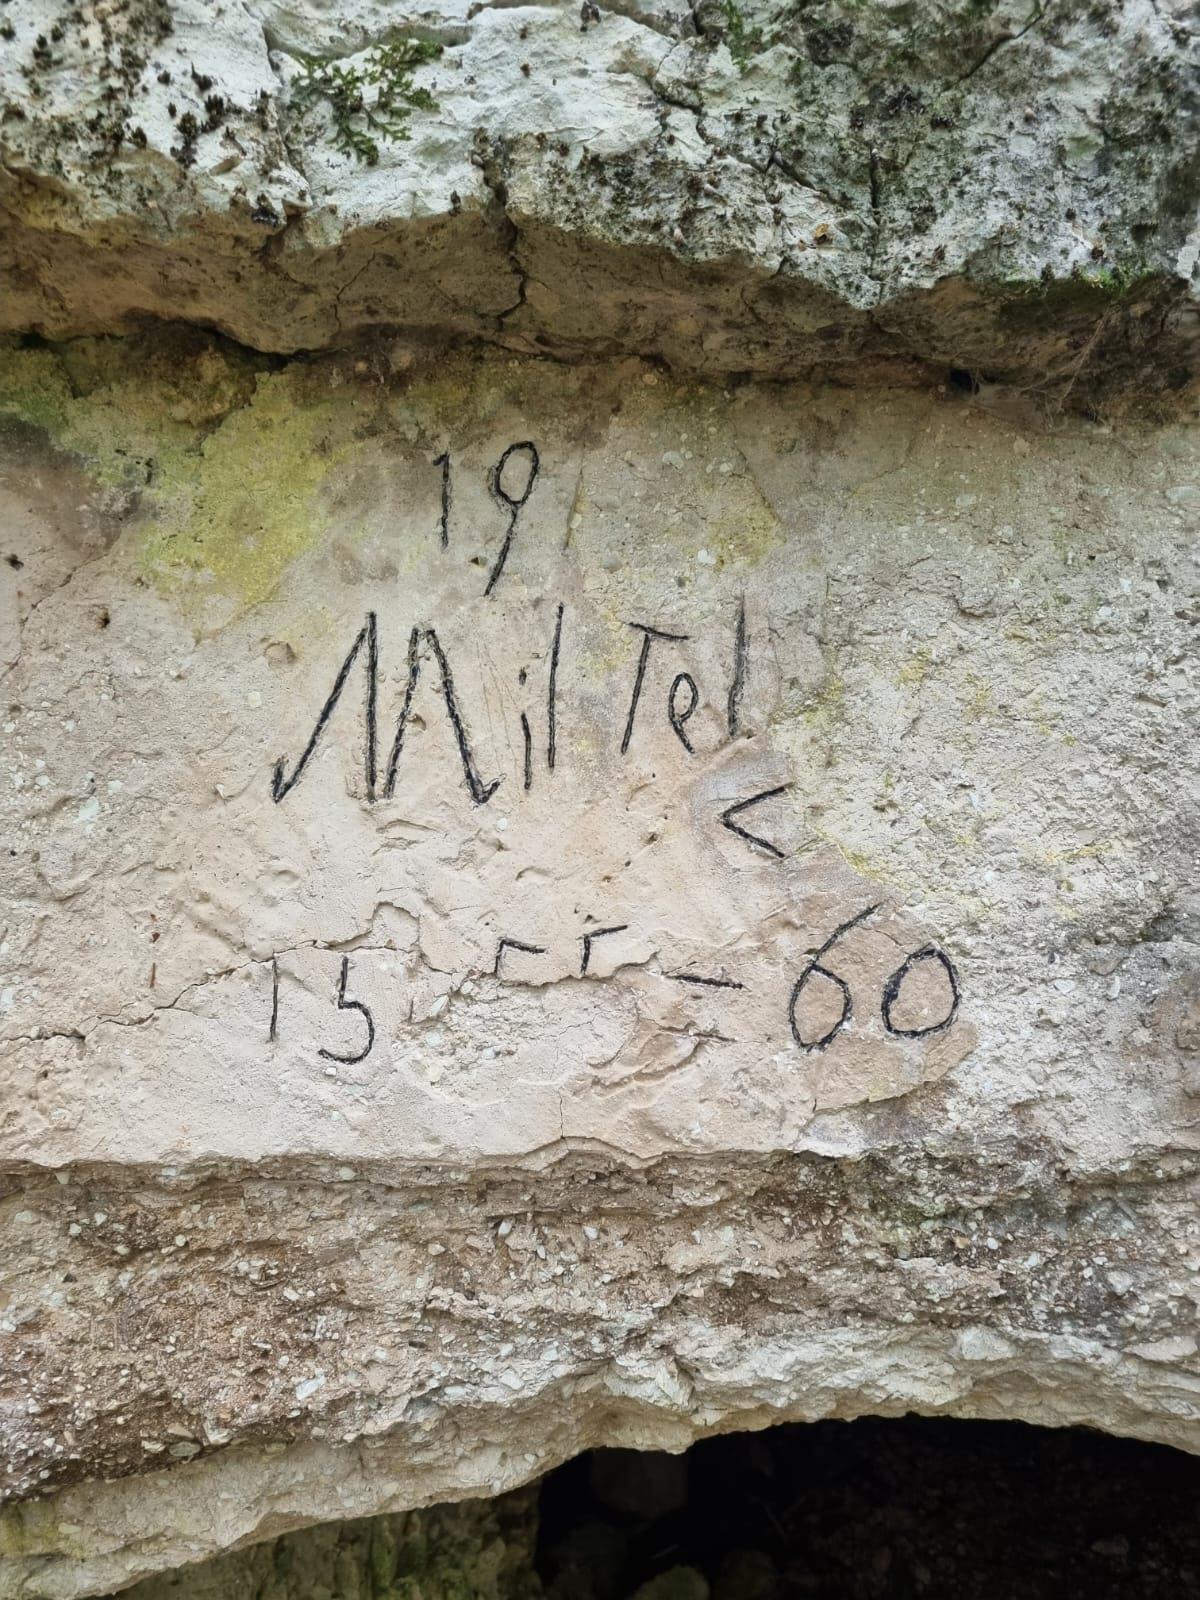 19
Mil Tel
<
15 ⌐ г — 60